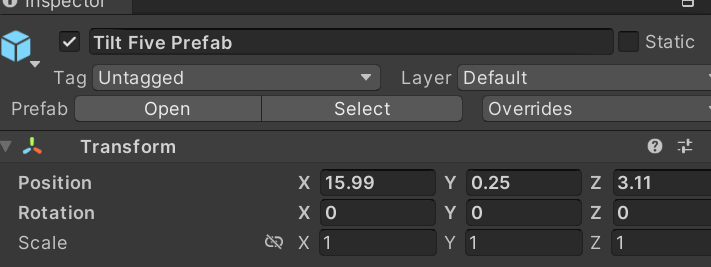 Inspector
Tilt Five Prefab Static
Tag Untagged Layer Default
Prefab Open Select Overrides
Transform
Position X 15.99 Y 0.25 Z 3.11
Rotation X 0 Y 0 Z 0
Scale X 1 Y 1 Z 1